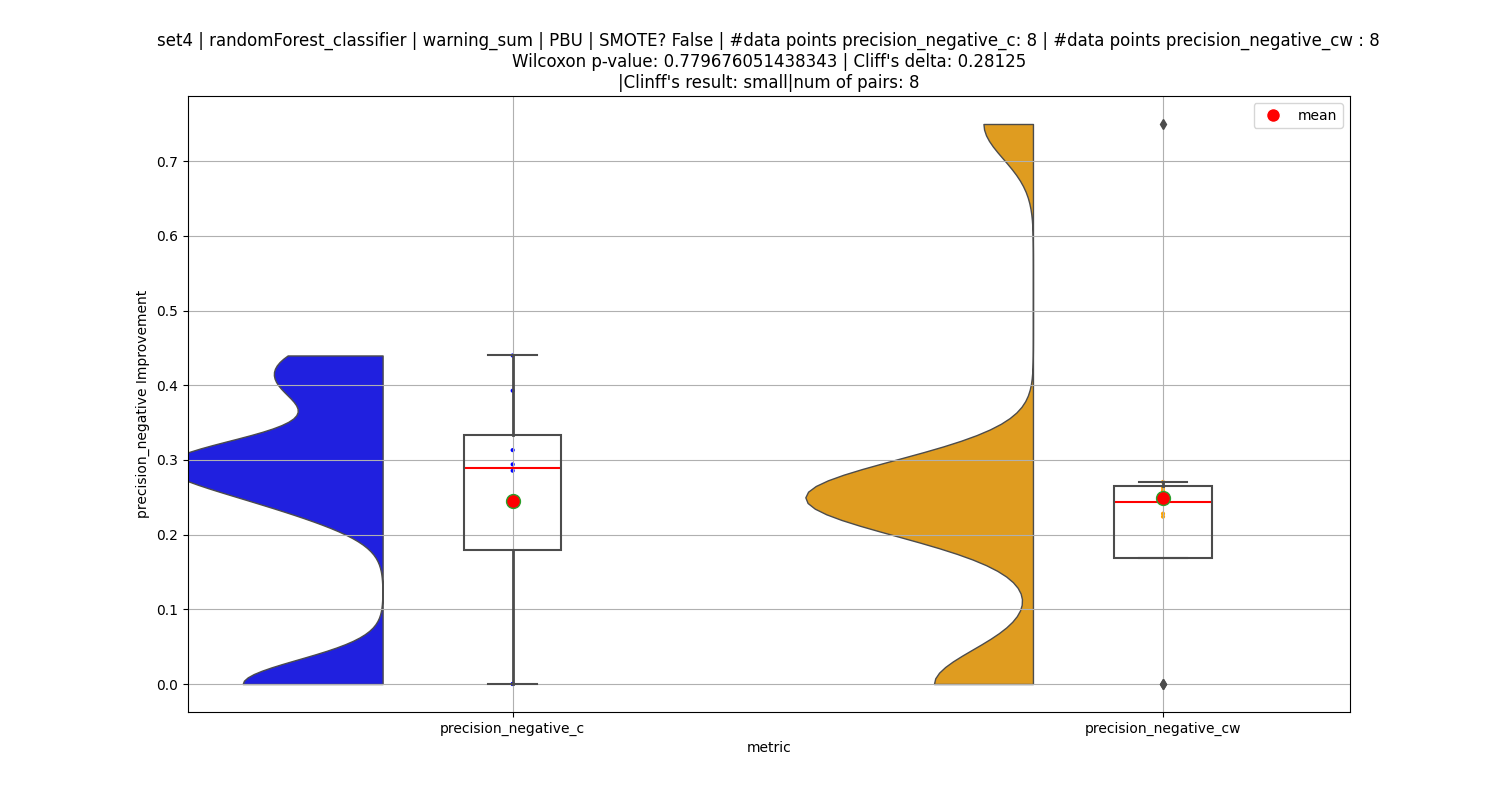 set4 | randomForest_classifier | warning_sum | PBU | SMOTE? False | #data points precision_negative_c: 8 | #data points precision_negative_cw : 8
Wilcoxon p-value: 0.779676051438343 | Cliff's delta: 0.28125
|Clinff's result: small|num of pairs: 8
mean
0.7
0.6
0.5
0.4
0.3
0.2
0.1
0.0
precision_negative Improvement
precision_negative_c
precision_negative_cw
metric